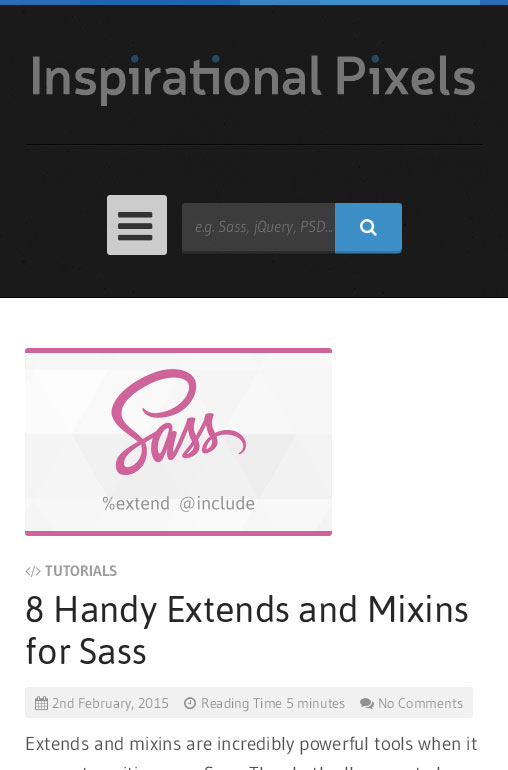 Inspirational Pixels
e.g. Sass, jQuery, PSD...
Sass
%extend @include
</> TUTORIALS
8 Handy Extends and Mixins
for Sass
2nd February, 2015 Reading Time 5 minutes No Comments
Extends and mixins are incredibly powerful tools when it